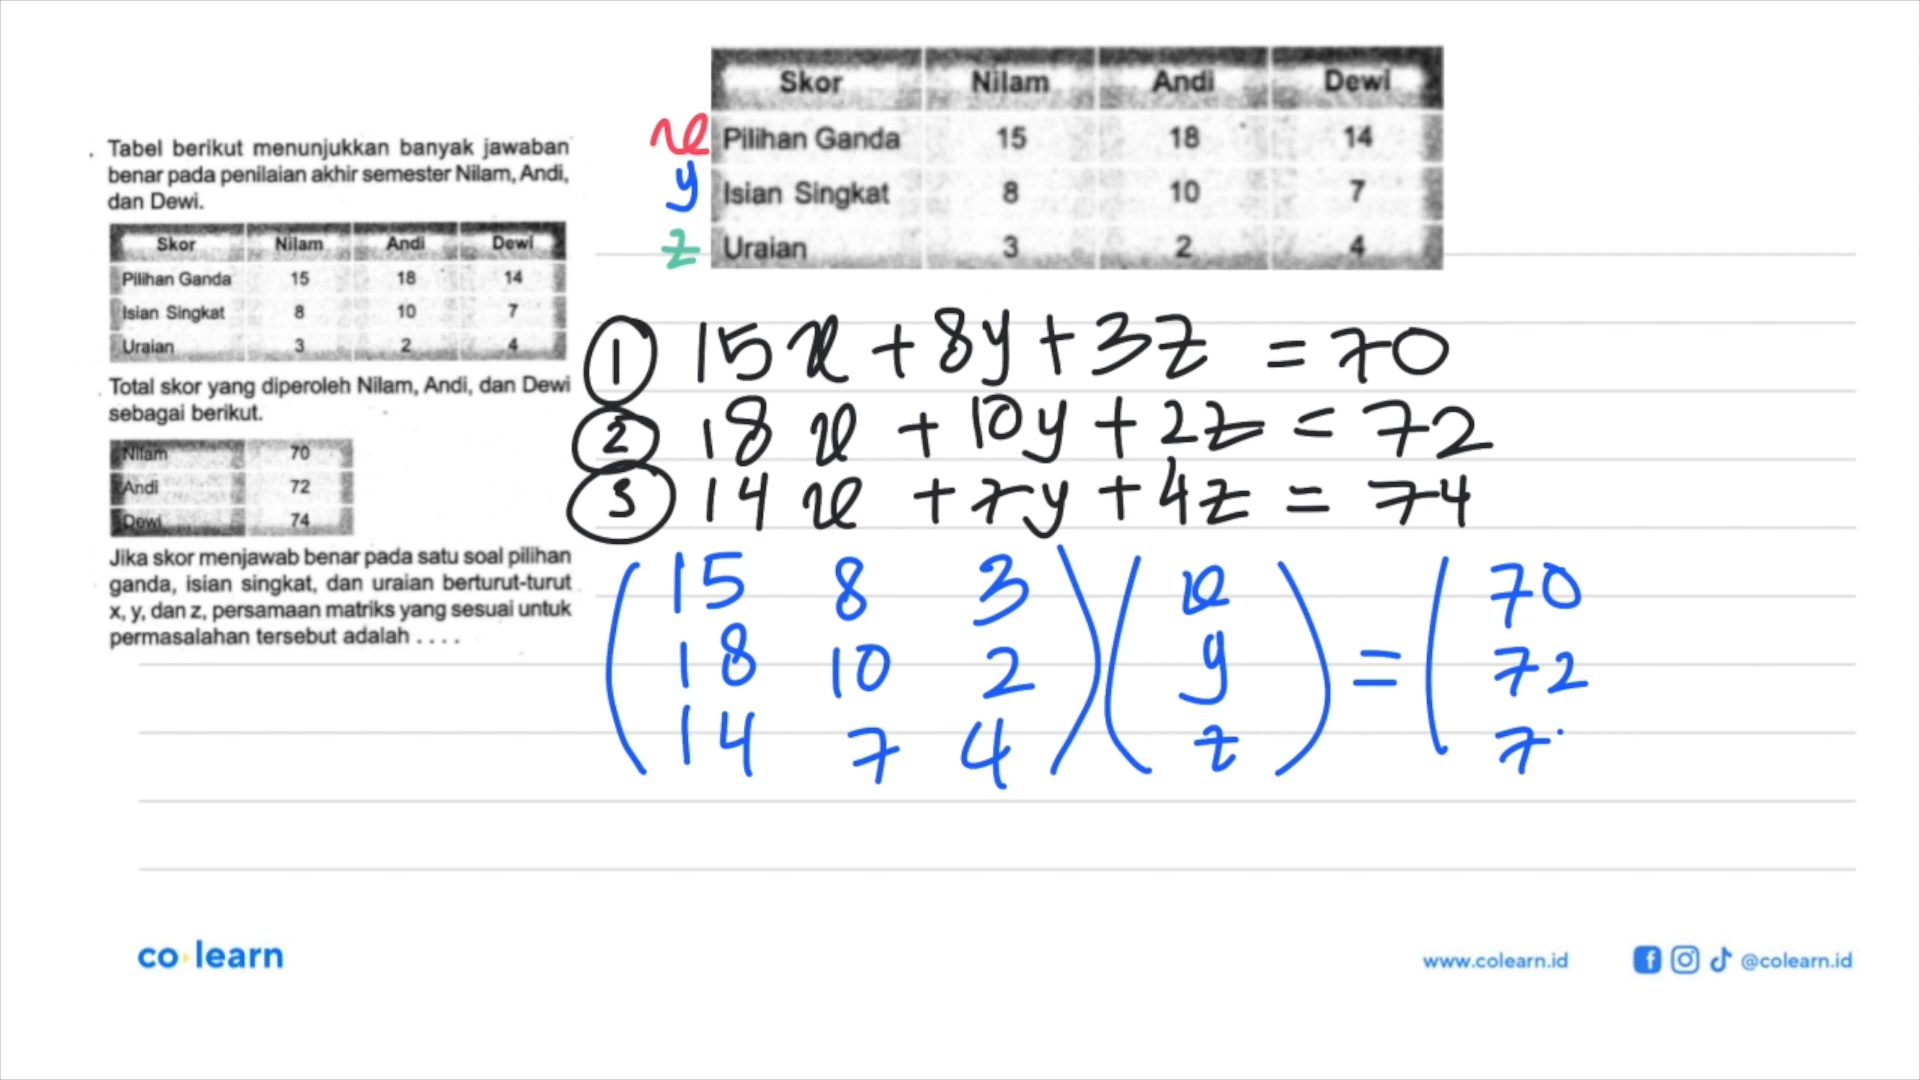 Tabel berikut menunjukkan banyak jawaban
benar pada penilaian akhir semester Nilam, Andi,
dan Dewi.
Skor Nilam Andi Dewi
Pilihan Ganda 15 18 14
Isian Singkat 8 10 7
Uraian 3 2 4
Total skor yang diperoleh Nilam, Andi, dan Dewi
sebagai berikut.
Nilam 70
Andi 72
Dewi 74
Jika skor menjawab benar pada satu soal pilihan
ganda, isian singkat, dan uraian berturut-turut
x, y, dan z, persamaan matriks yang sesuai untuk
permasalahan tersebut adalah . . . .
Skor Nilam Andi Dewi
x Pilihan Ganda 15 18 14
y Isian Singkat 8 10 7
z Uraian 3 2 4
1 15x + 8y + 3z = 70
2 18x + 10y + 2z = 72
3 14x + 7y + 4z = 74
( 15 8 3 ) ( x ) = ( 70
18 10 2 y 72
14 7 4 z 7
co learn
www.colearn.id
@colearn.id